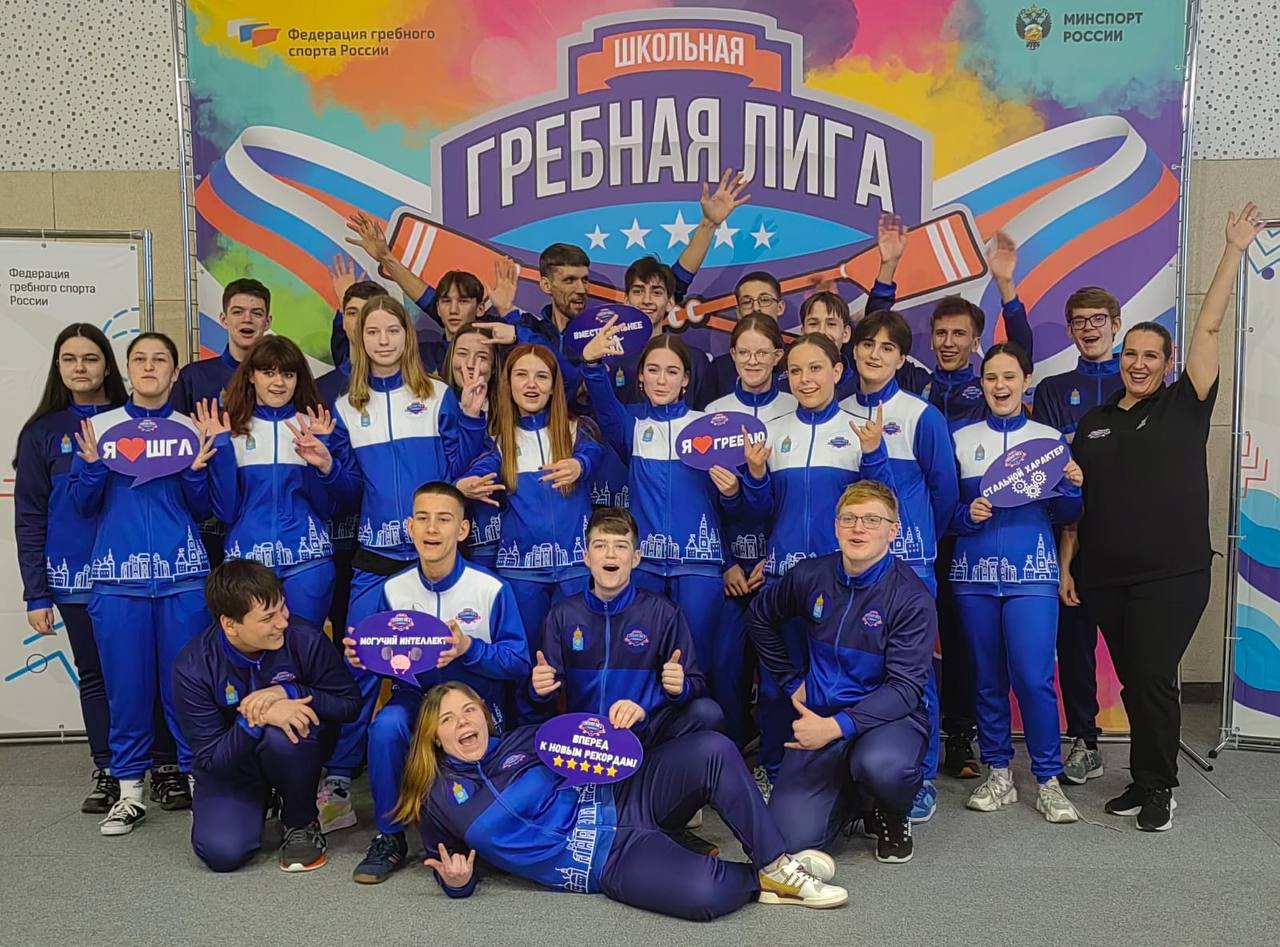 Федерация гребного
спорта России
МИНСПОРТ
РОССИИ
ШКОЛЬНАЯ
ГРЕБНАЯ ЛИГА
Федерация
гребного спорта
России
Я ШГЛ
Я ГРЕБУ
СТАЛЬНОЙ ХАРАКТЕР
МОГУЧИЙ ИНТЕЛЛЕКТ
ВПЕРЕД
К НОВЫМ РЕКОРДАМ!